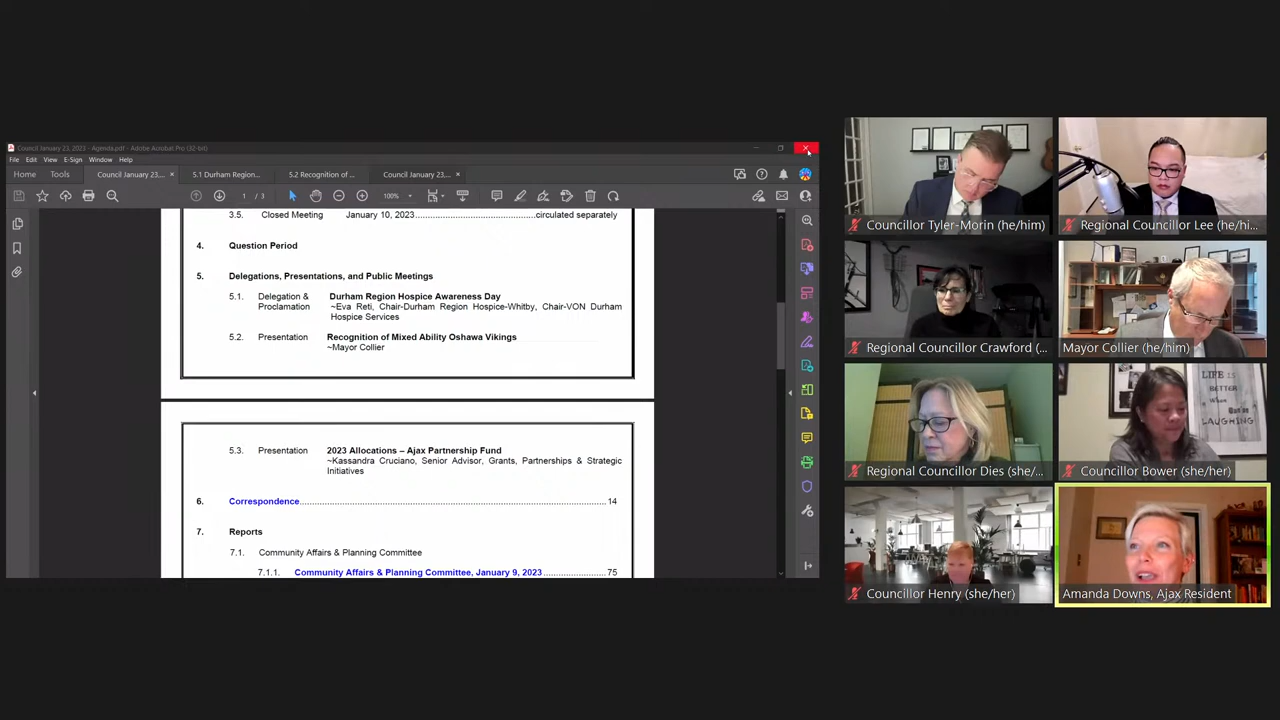 Council January 23, 2023 - Agenda.pdf - Adobe Acrobat Pro (32-bit)
File Edit View E-Sign Window Help
Home Tools Council January 23,... × 5.1 Durham Region... 5.2 Recognition of ... Council January 23,... ×
1 / 3 100%
3.5. Closed Meeting January 10, 2023.......................................circulated separately
4. Question Period
5. Delegations, Presentations, and Public Meetings
5.1. Delegation & Proclamation
Durham Region Hospice Awareness Day
~Eva Reti, Chair-Durham Region Hospice-Whitby, Chair-VON Durham
Hospice Services
5.2. Presentation Recognition of Mixed Ability Oshawa Vikings
~Mayor Collier
5.3. Presentation 2023 Allocations – Ajax Partnership Fund
~Kassandra Cruciano, Senior Advisor, Grants, Partnerships & Strategic
Initiatives
6. Correspondence.......................................................................................................14
7. Reports
7.1. Community Affairs & Planning Committee
7.1.1. Community Affairs & Planning Committee, January 9, 2023......................75
Councillor Tyler-Morin (he/him)
Regional Councillor Lee (he/hi...
Regional Councillor Crawford (...
Mayor Collier (he/him)
LIFE is
BETTER
When
LAUGHING
Regional Councillor Dies (she/...
Councillor Bower (she/her)
Councillor Henry (she/her)
Amanda Downs, Ajax Resident